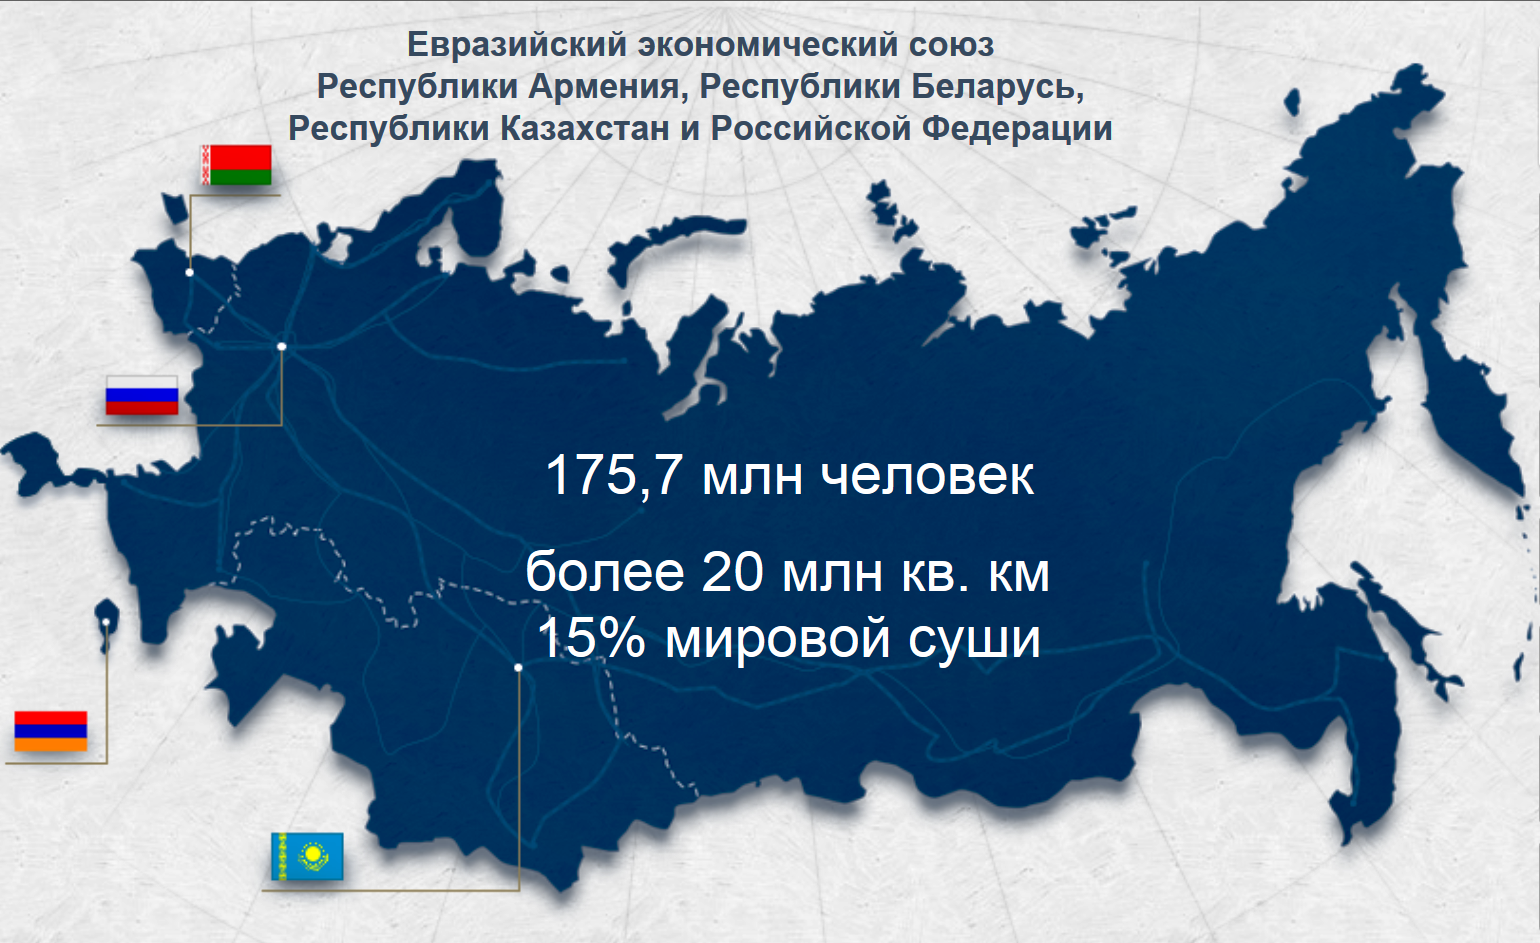 Евразийский экономический союз
Республики Армения, Республики Беларусь,
Республики Казахстан и Российской Федерации
175,7 млн человек
более 20 млн кв. км
15% мировой суши